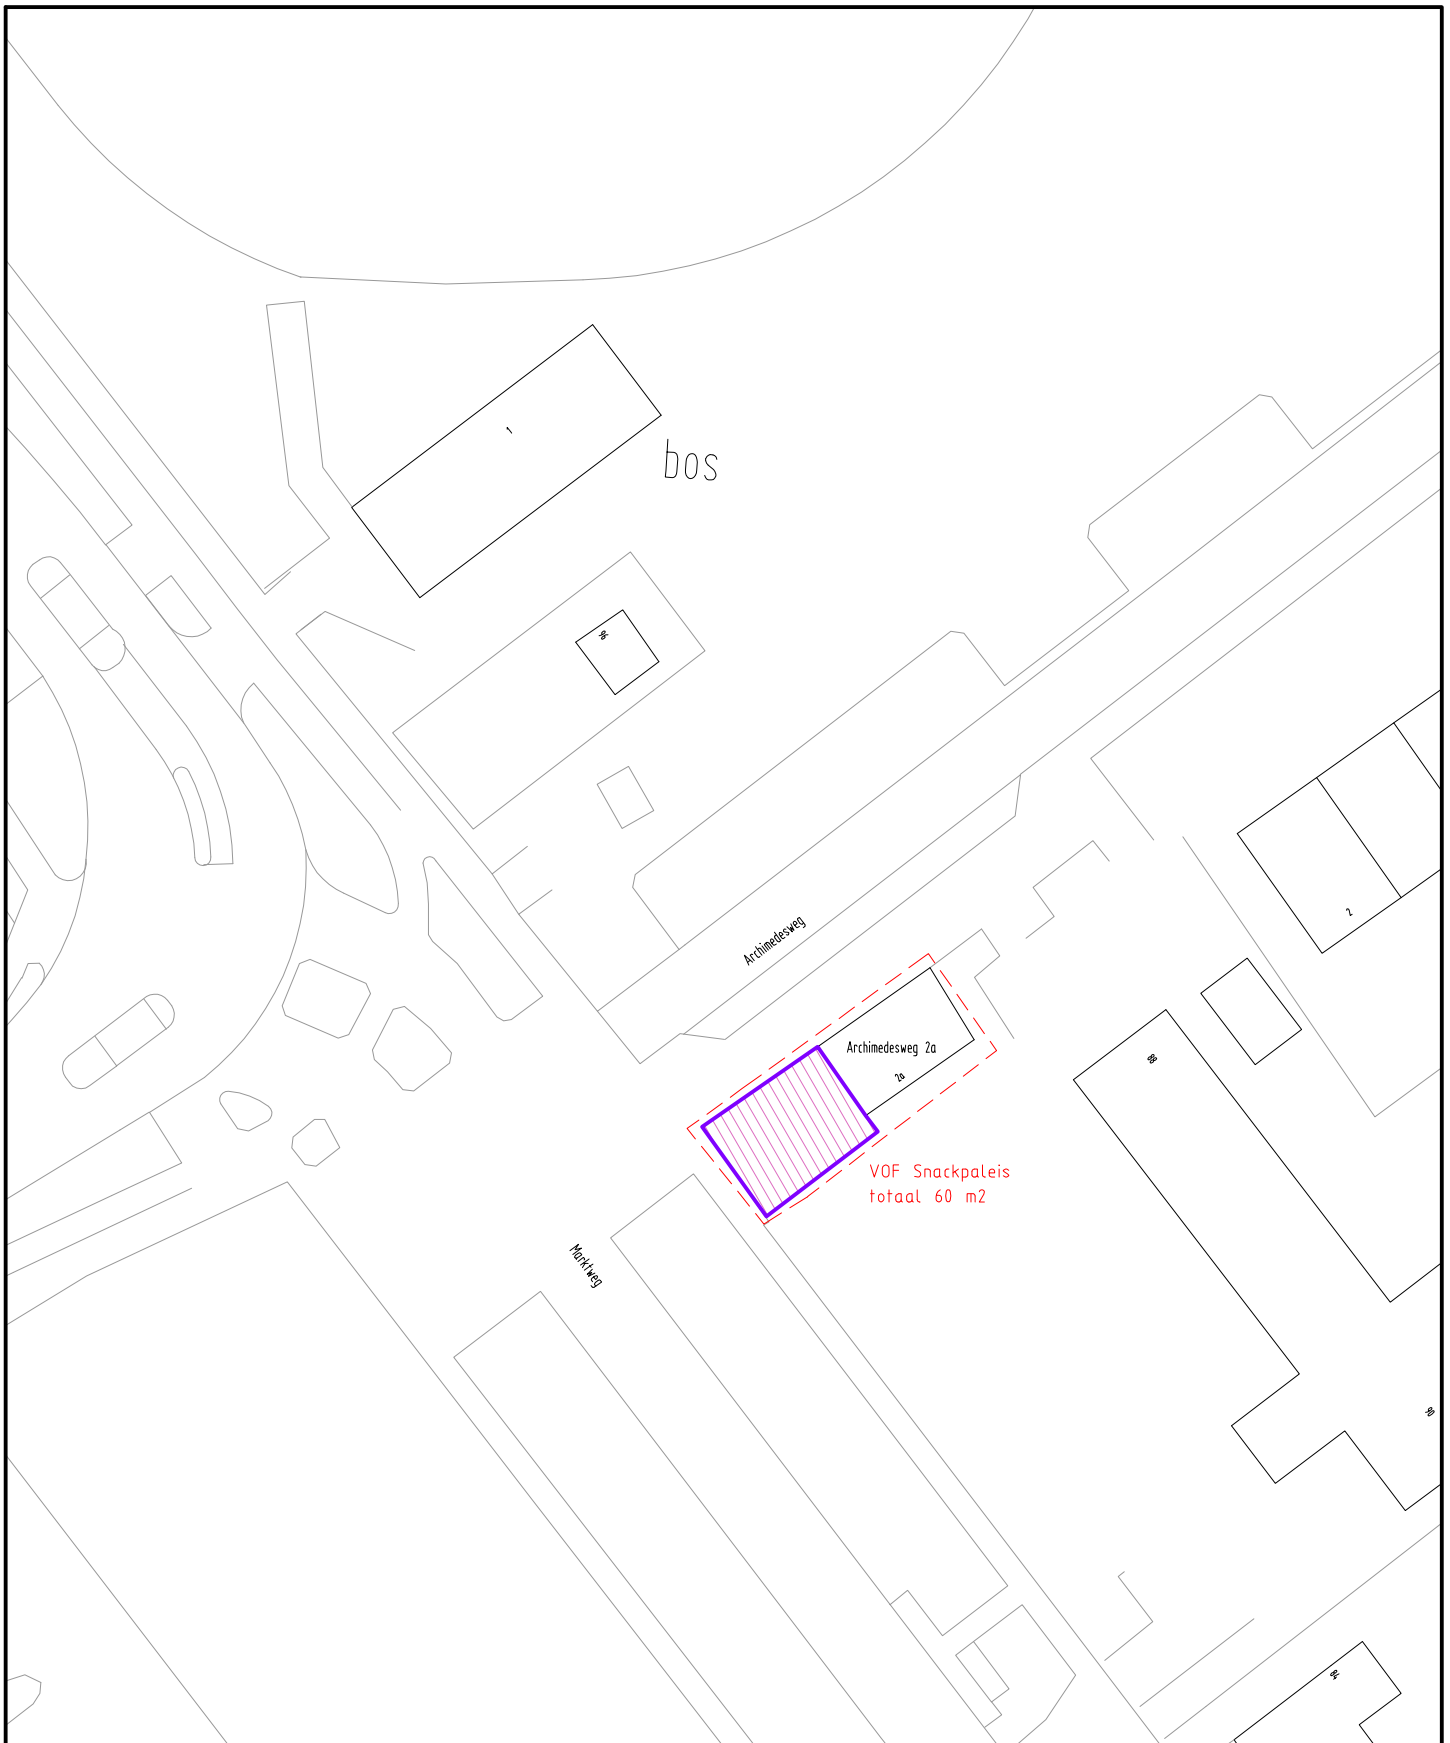 1
bos
96
Archimedesweg
2
Archimedesweg 2a
2a
88
VOF Snackpaleis
totaal 60 m2
Marktweg
90
84